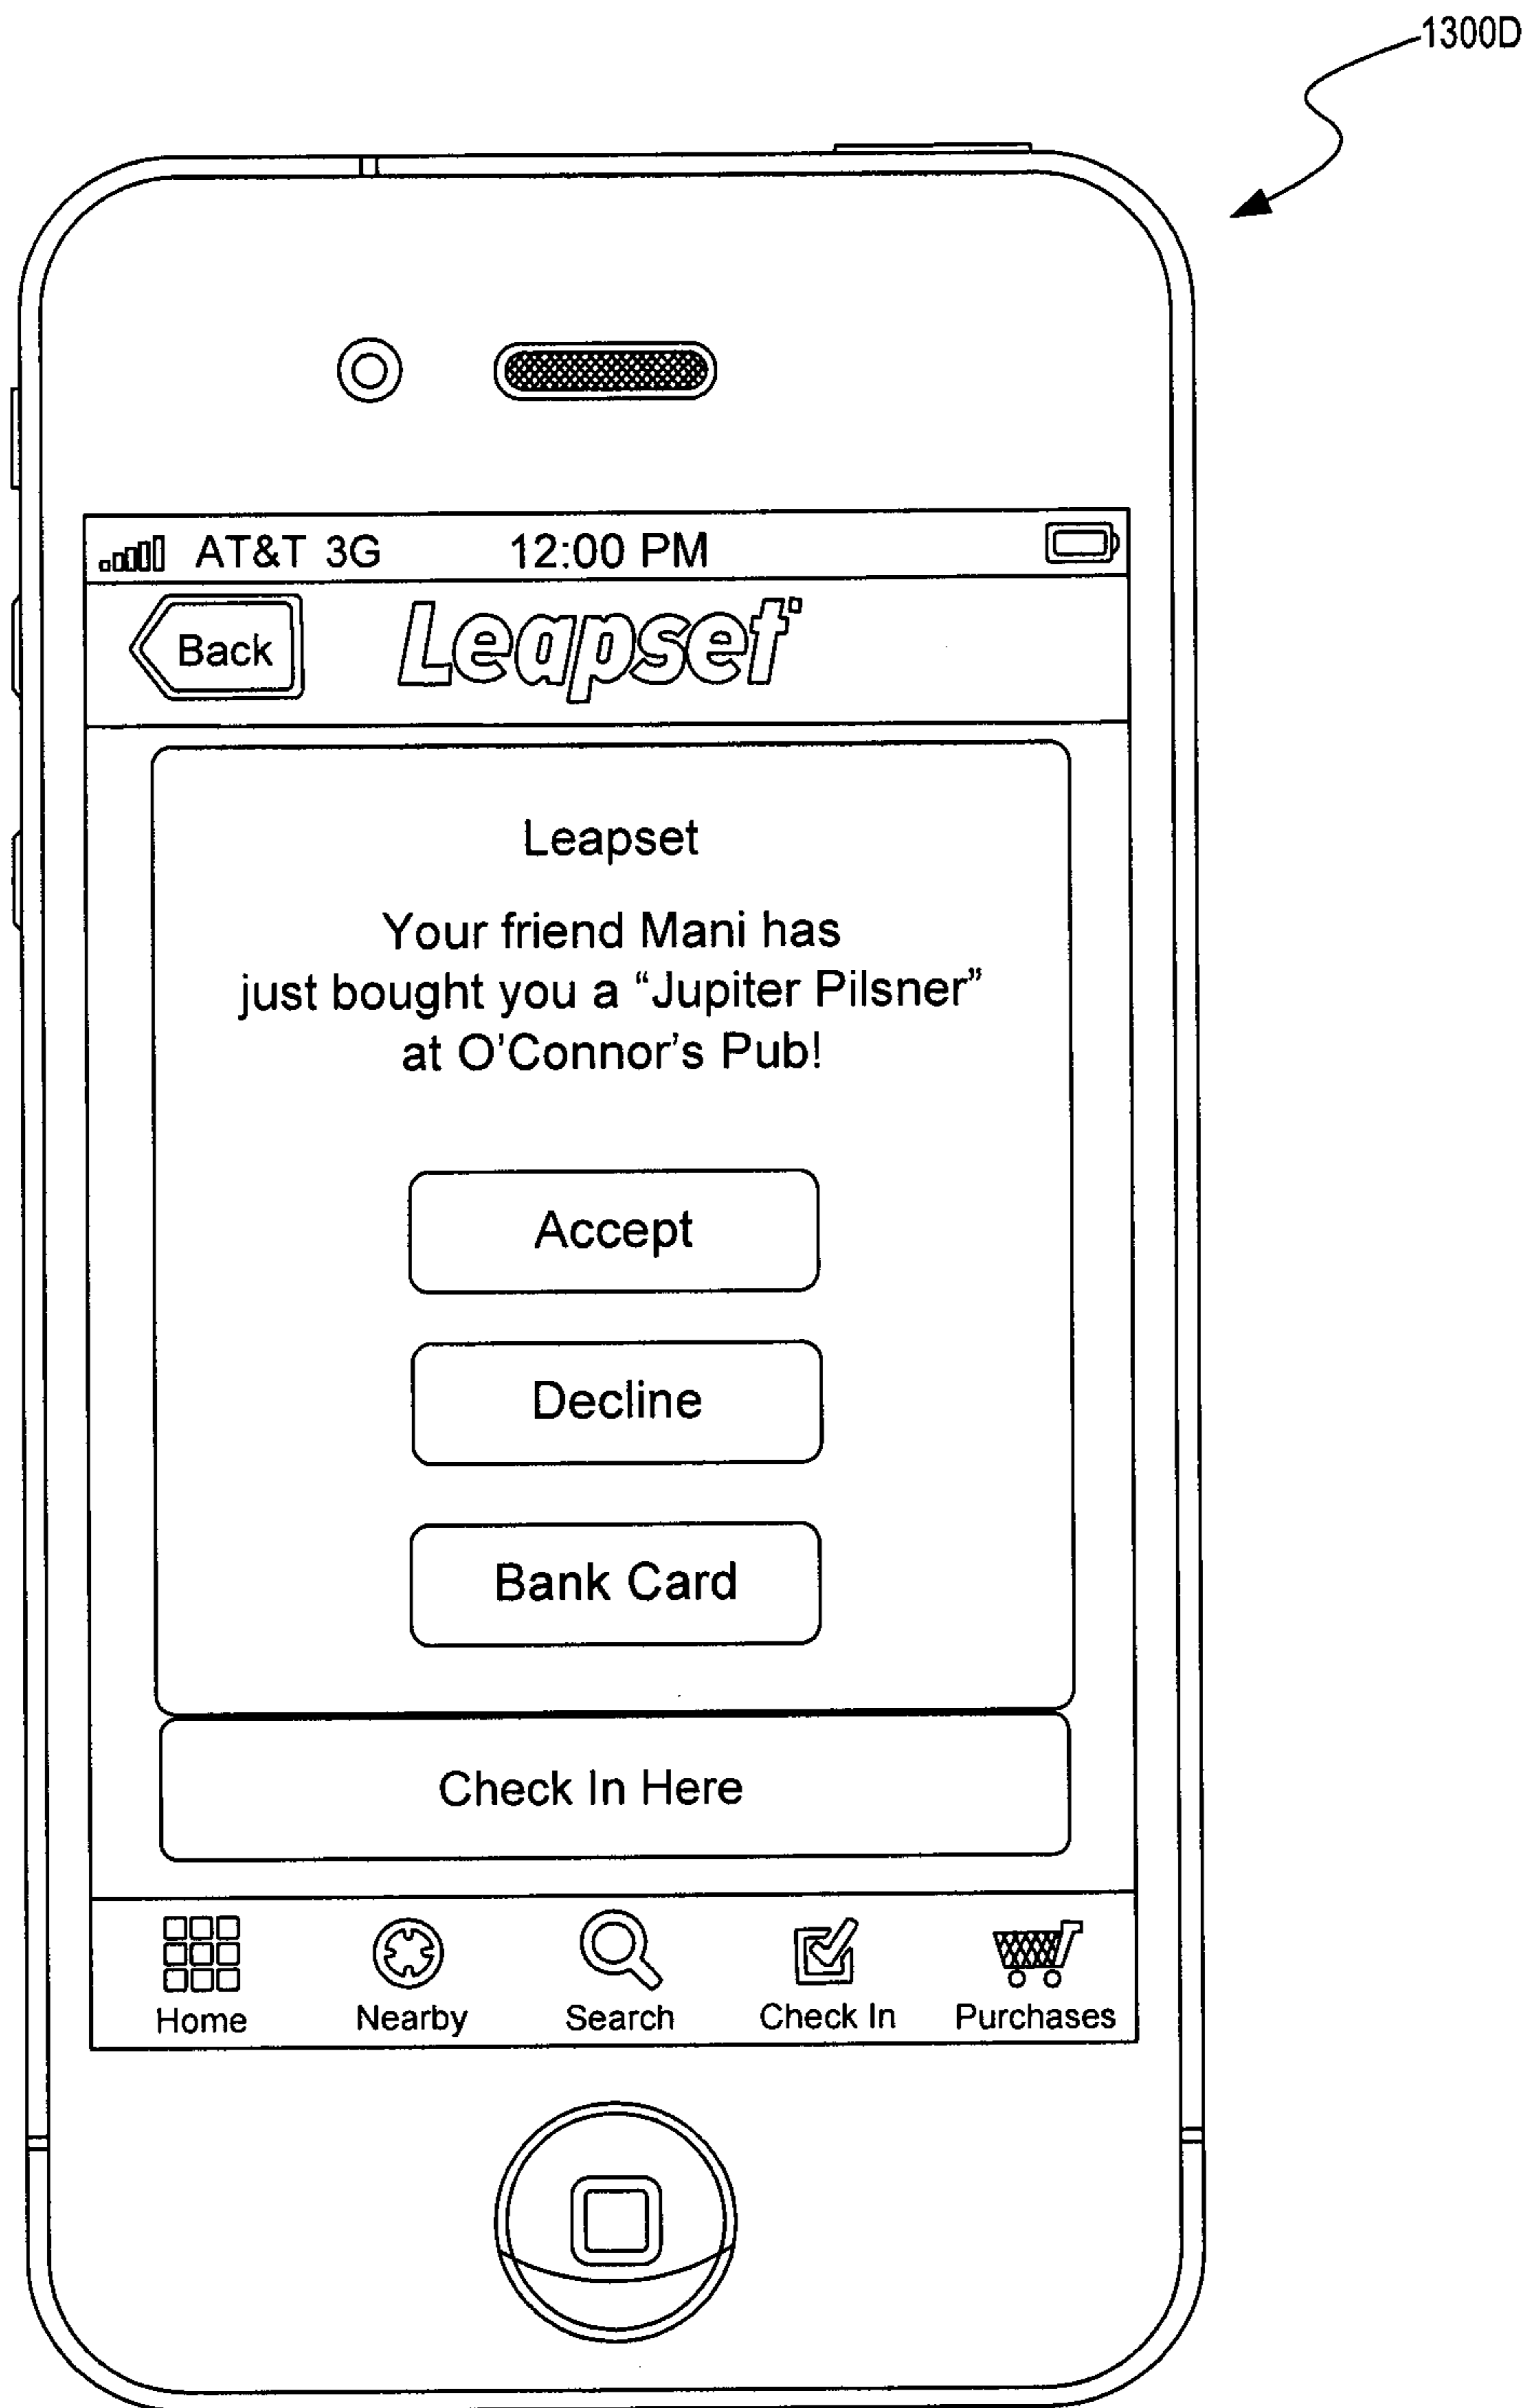 1300D
AT&T 3G 12:00 PM
Back Leapset
Leapset
Your friend Mani has
just bought you a “Jupiter Pilsner”
at O’Connor’s Pub!
Accept
Decline
Bank Card
Check In Here
Home Nearby Search Check In Purchases